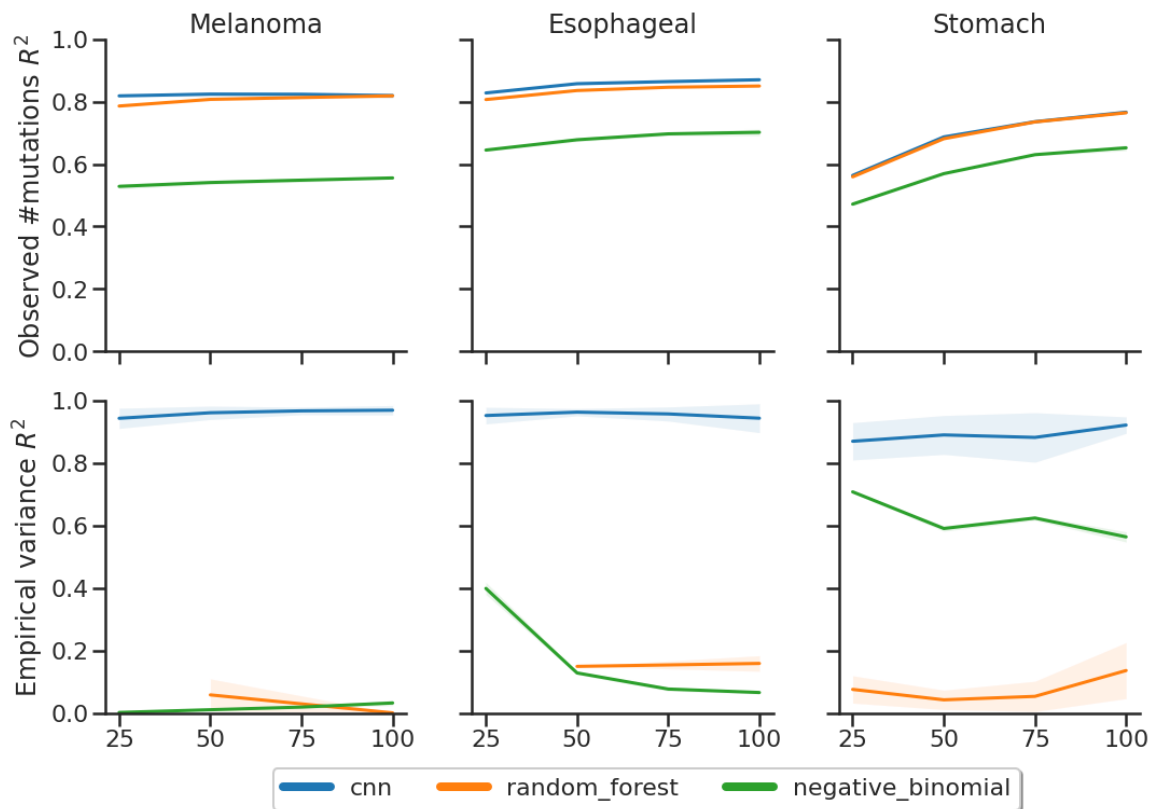 Melanoma Esophageal Stomach
Observed #mutations R²
1.0
0.8
0.6
0.4
0.2
0.0
Empirical variance R²
1.0
0.8
0.6
0.4
0.2
0.0
25 50 75 100 25 50 75 100 25 50 75 100
cnn random_forest negative_binomial